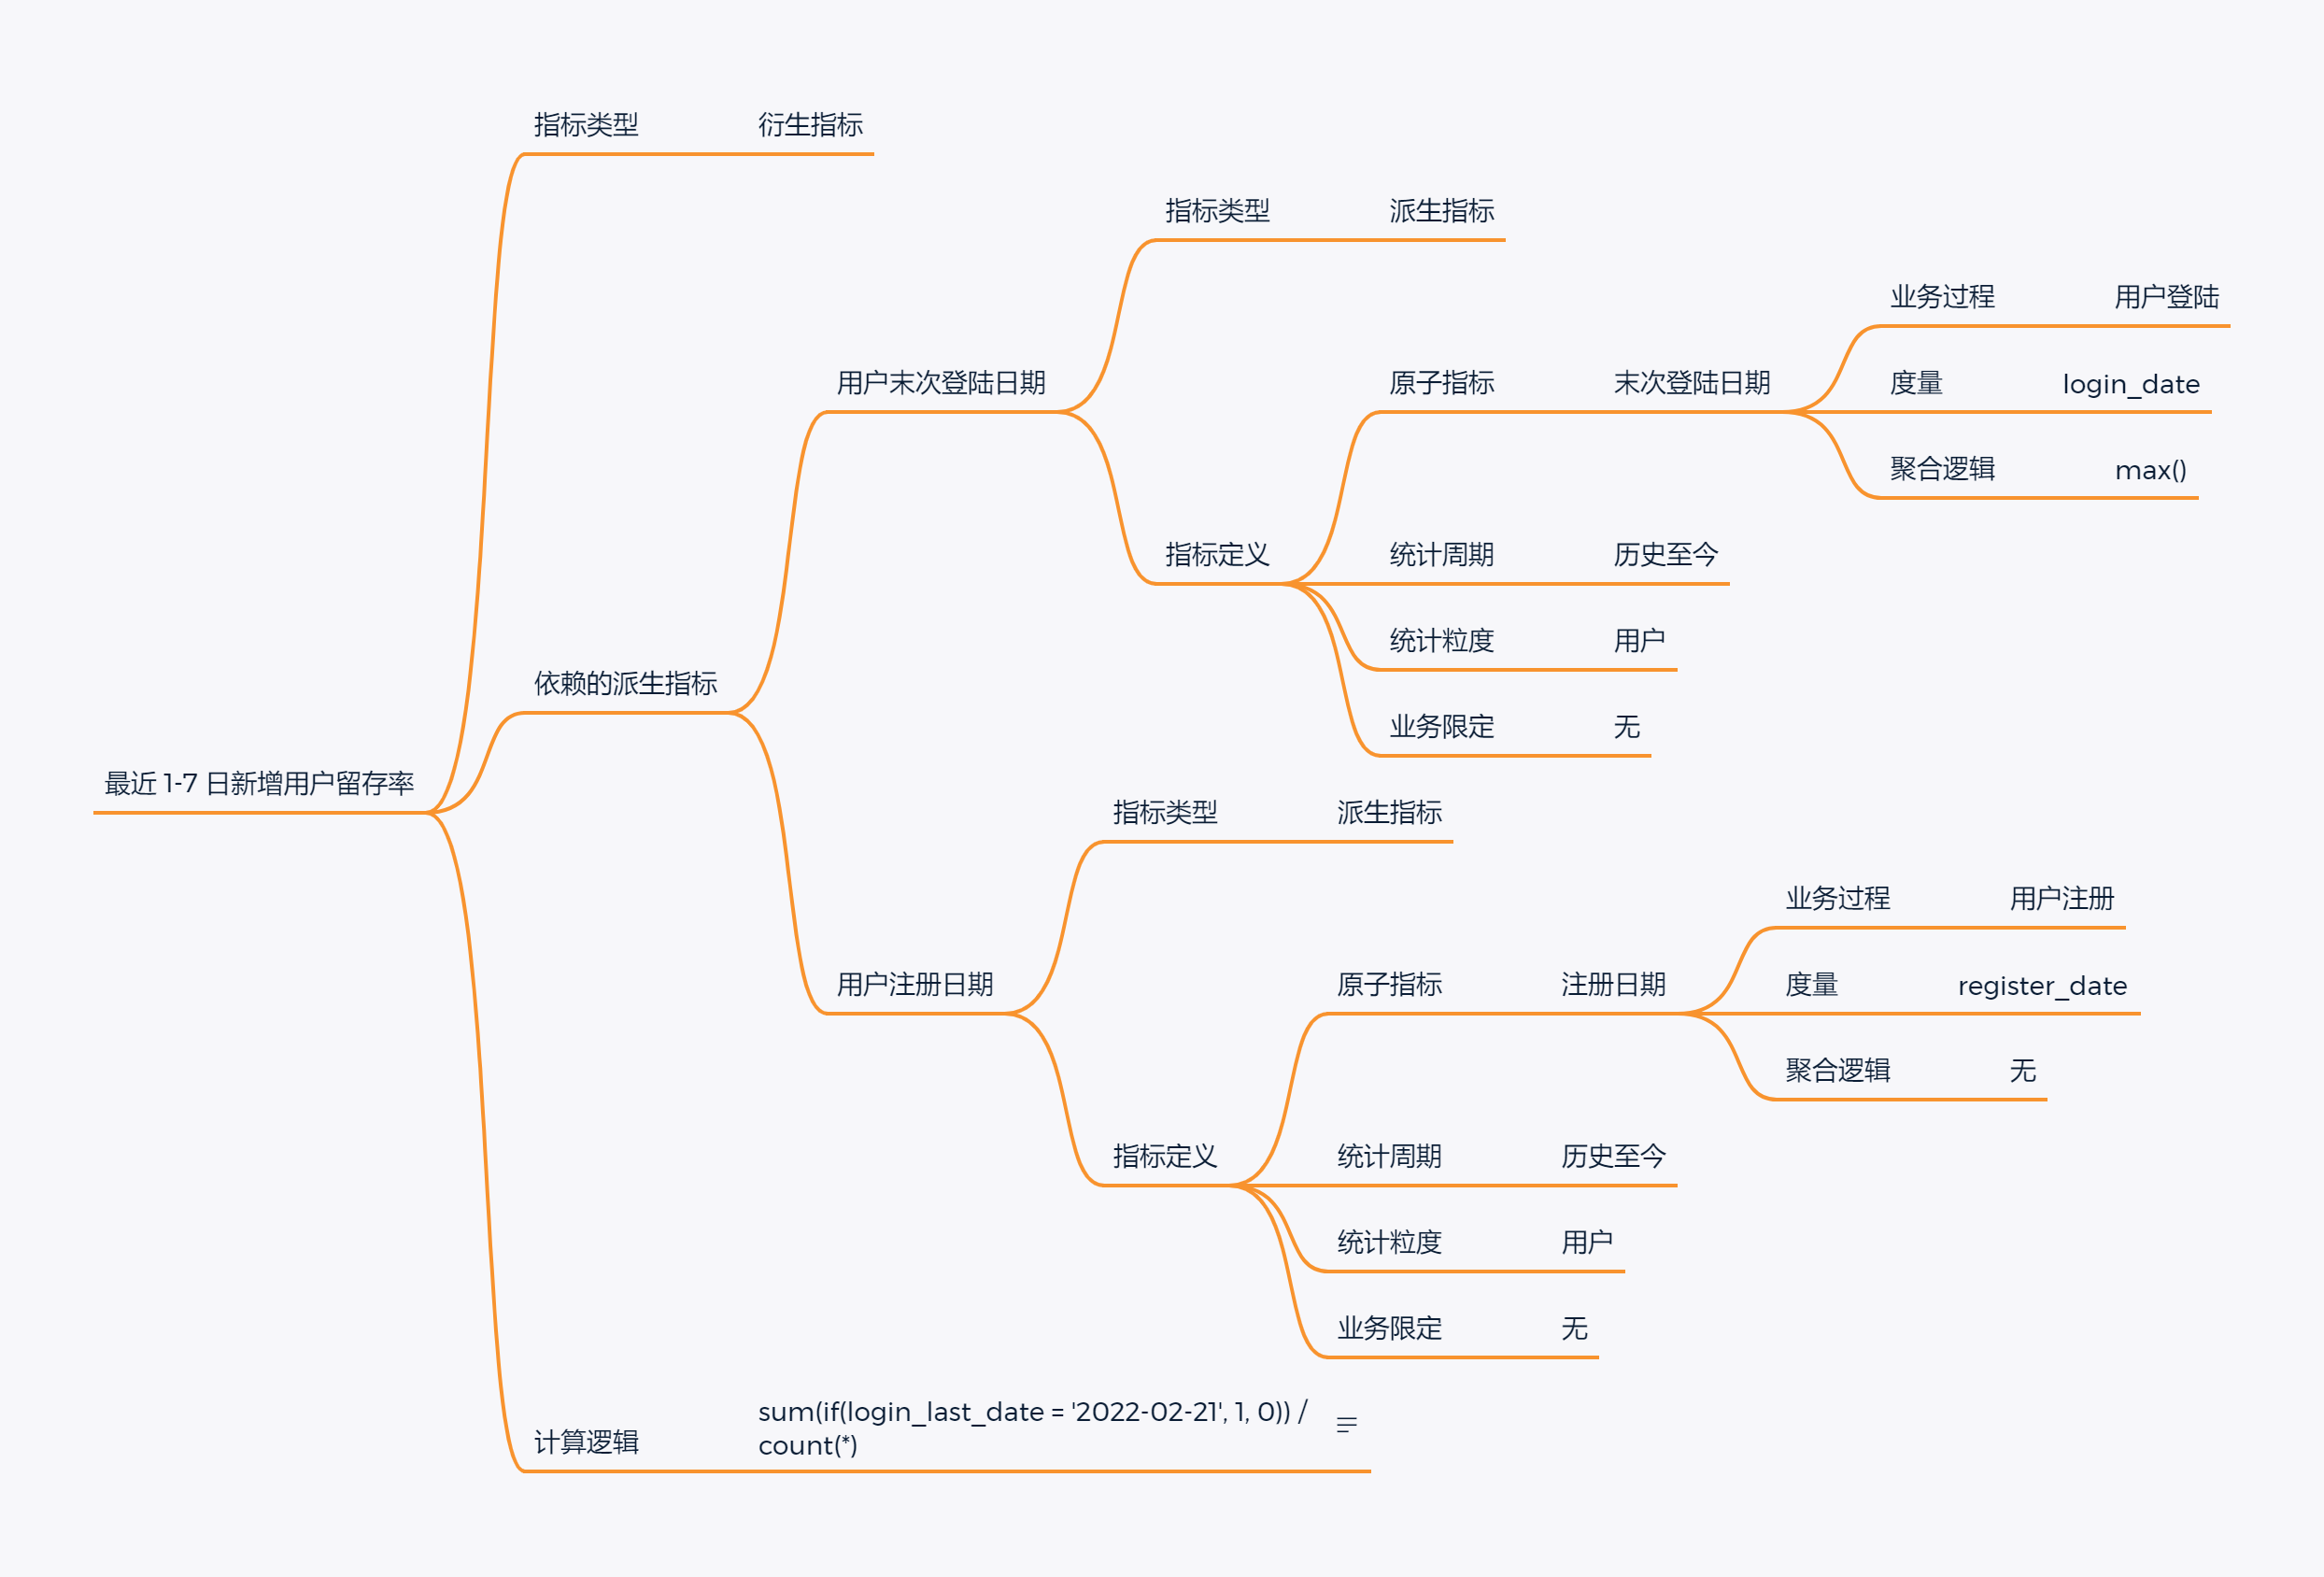 指标类型 衍生指标
指标类型 派生指标
业务过程 用户登陆
用户末次登陆日期 原子指标 末次登陆日期 度量 login_date
聚合逻辑 max()
指标定义 统计周期 历史至今
统计粒度 用户
依赖的派生指标
业务限定 无
最近 1-7 日新增用户留存率
指标类型 派生指标
业务过程 用户注册
用户注册日期 原子指标 注册日期 度量 register_date
聚合逻辑 无
指标定义 统计周期 历史至今
统计粒度 用户
业务限定 无
计算逻辑
sum(if(login_last_date = '2022-02-21', 1, 0)) /
count(*)